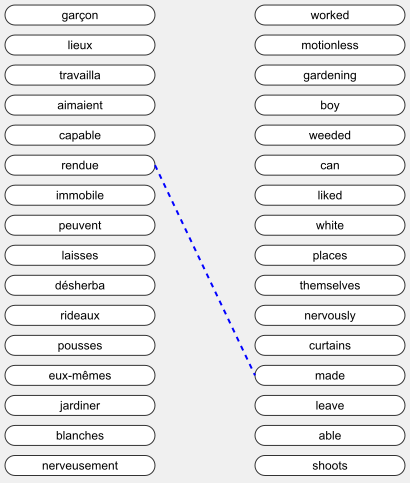 garçon worked
lieux motionless
travailla gardening
aimaient boy
capable weeded
rendue can
immobile liked
peuvent white
laisses places
désherba themselves
rideaux nervously
pousses curtains
eux-mêmes made
jardiner leave
blanches able
nerveusement shoots